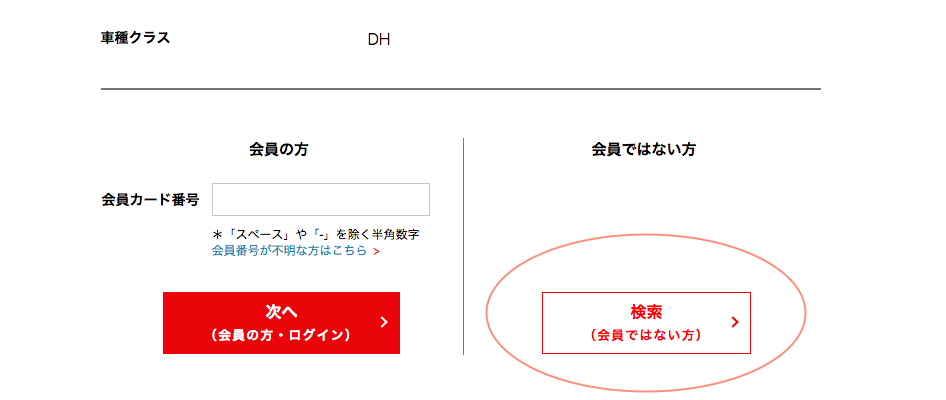 車種クラス DH
会員の方
会員カード番号
＊「スペース」や「-」を除く半角数字
会員番号が不明な方はこちら >
次へ
（会員の方・ログイン）
会員ではない方
検索
（会員ではない方）